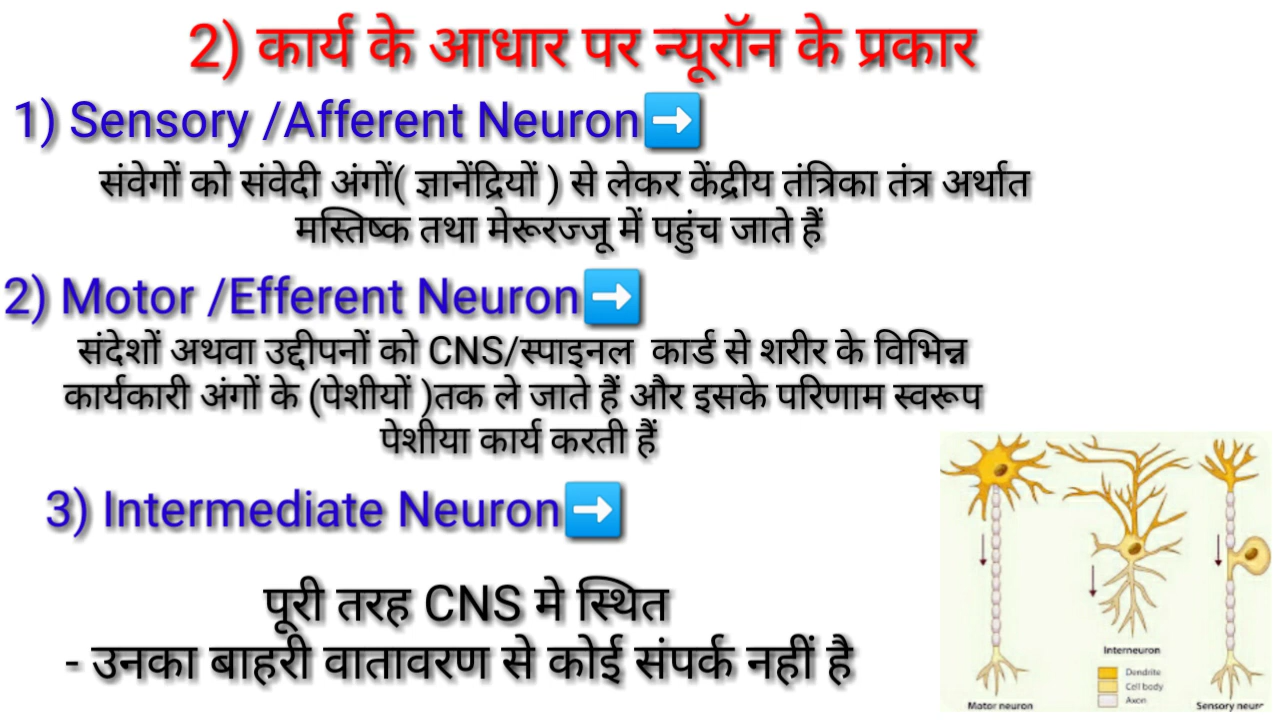 2) कार्य के आधार पर न्यूरॉन के प्रकार
1) Sensory /Afferent Neuron➡
संवेगों को संवेदी अंगों( ज्ञानेंद्रियों ) से लेकर केंद्रीय तंत्रिका तंत्र अर्थात
मस्तिष्क तथा मेरूरज्जू में पहुंच जाते हैं
2) Motor /Efferent Neuron➡
संदेशों अथवा उद्दीपनों को CNS/स्पाइनल कार्ड से शरीर के विभिन्न
कार्यकारी अंगों के (पेशीयों )तक ले जाते हैं और इसके परिणाम स्वरूप
पेशीया कार्य करती हैं
3) Intermediate Neuron➡
पूरी तरह CNS मे स्थित
- उनका बाहरी वातावरण से कोई संपर्क नहीं है
Interneuron
Dendrite
Cell body
Axon
Motor neuron
Sensory neur